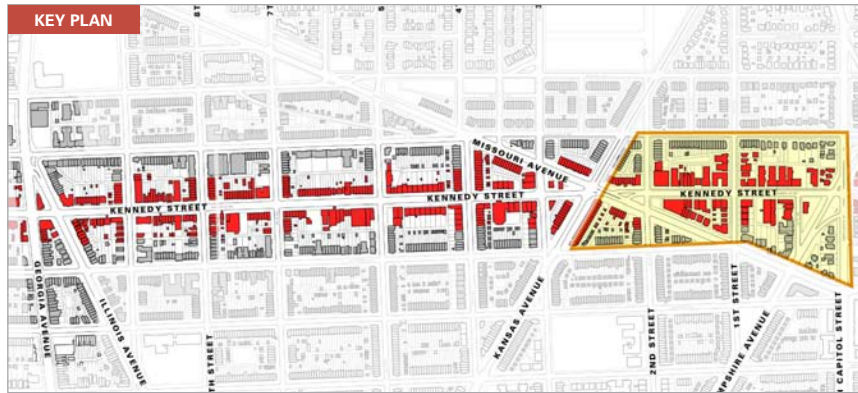 KEY PLAN
MISSOURI AVENUE
KENNEDY STREET
KENNEDY STREET
KENNEDY STREET
GEORGIA AVENUE
ILLINOIS AVENUE
KANSAS AVENUE
2ND STREET
1ST STREET
CAPITOL STREET